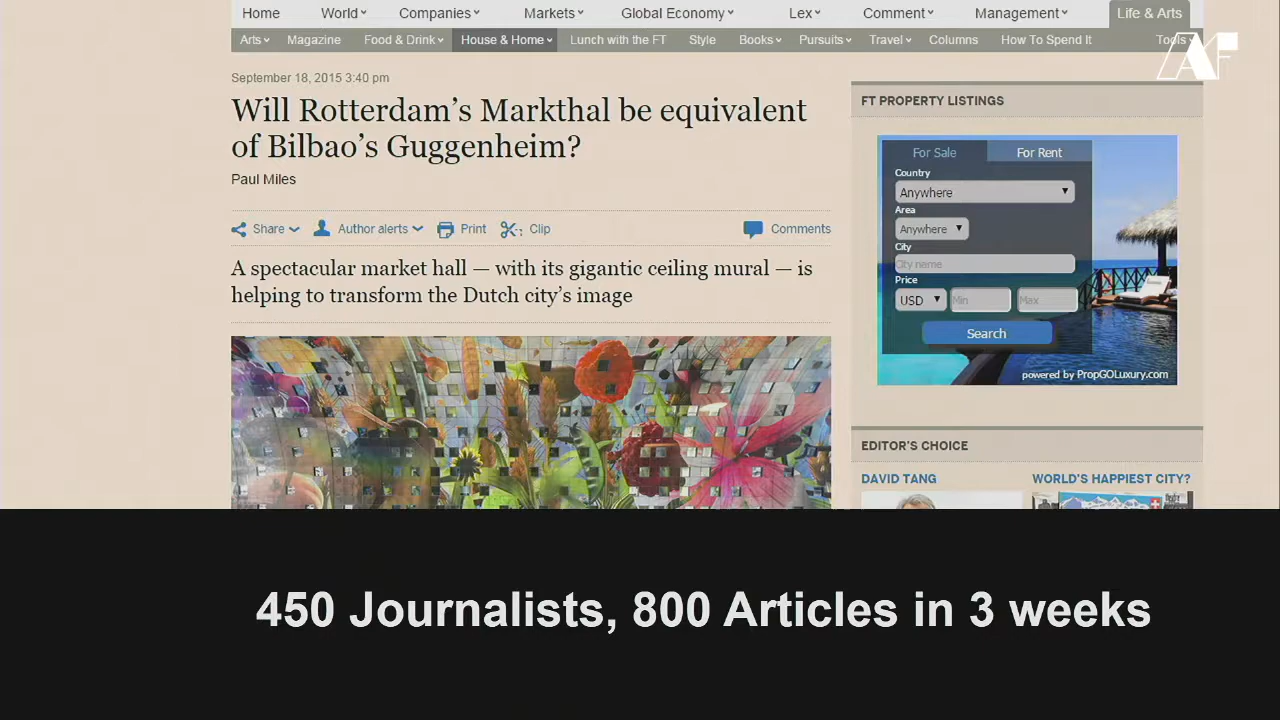 Home World Companies Markets Global Economy Lex Comment Management Life & Arts
Arts Magazine Food & Drink House & Home Lunch with the FT Style Books Pursuits Travel Columns How To Spend It Tools
AF
September 18, 2015 3:40 pm
Will Rotterdam’s Markthal be equivalent
of Bilbao’s Guggenheim?
Paul Miles
Share Author alerts Print Clip Comments
A spectacular market hall — with its gigantic ceiling mural — is
helping to transform the Dutch city’s image
FT PROPERTY LISTINGS
For Sale For Rent
Country
Anywhere
Area
Anywhere
City
City name
Price
USD Min Max
Search
powered by PropGOLuxury.com
EDITOR’S CHOICE
DAVID TANG WORLD’S HAPPIEST CITY?
450 Journalists, 800 Articles in 3 weeks